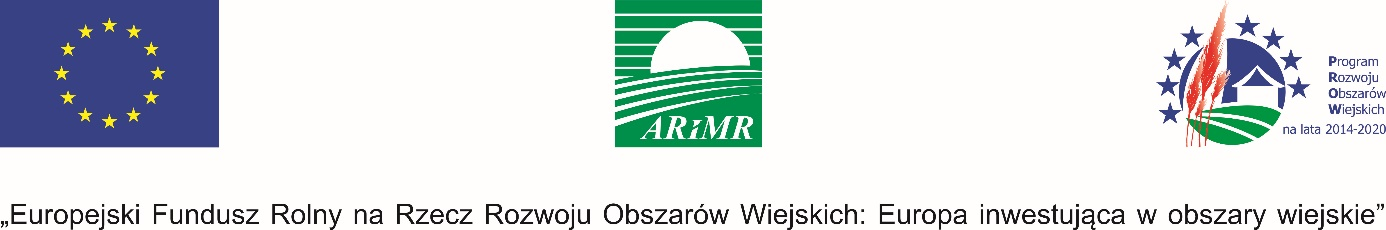 ARiMR
Program
Rozwoju
Obszarów
Wiejskich
na lata 2014-2020
„Europejski Fundusz Rolny na Rzecz Rozwoju Obszarów Wiejskich: Europa inwestująca w obszary wiejskie”